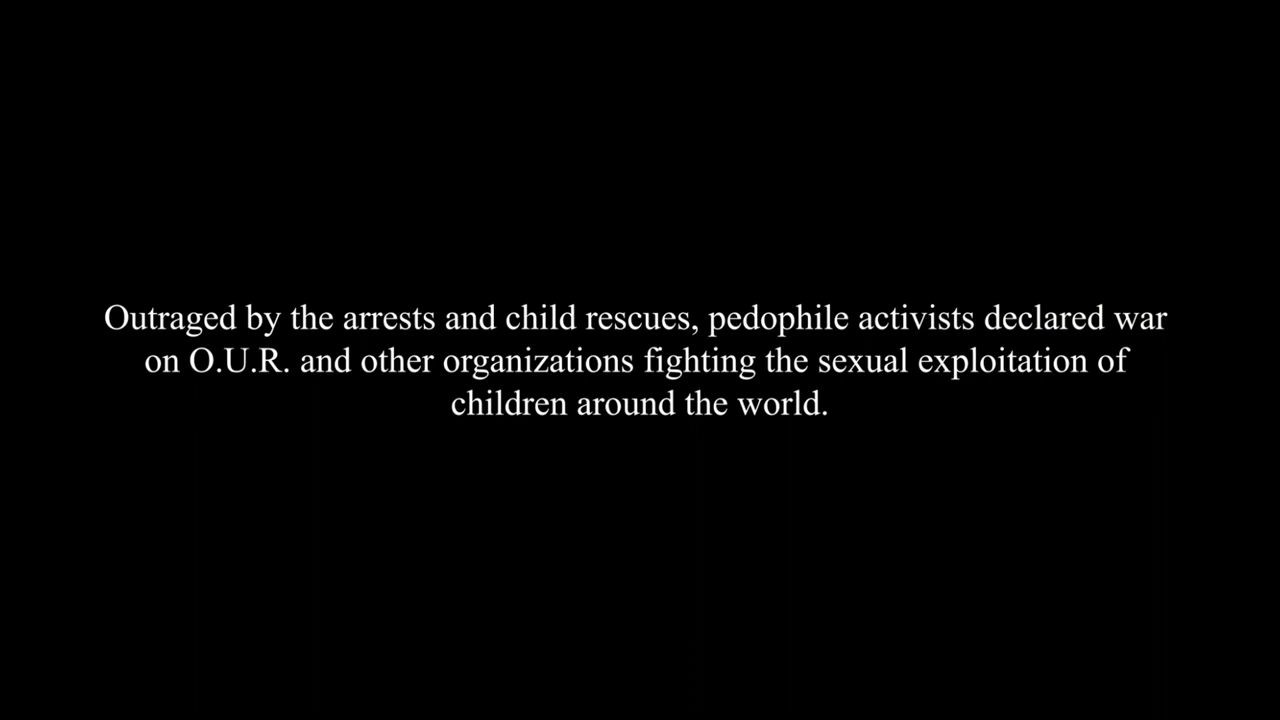 Outraged by the arrests and child rescues, pedophile activists declared war
on O.U.R. and other organizations fighting the sexual exploitation of
children around the world.